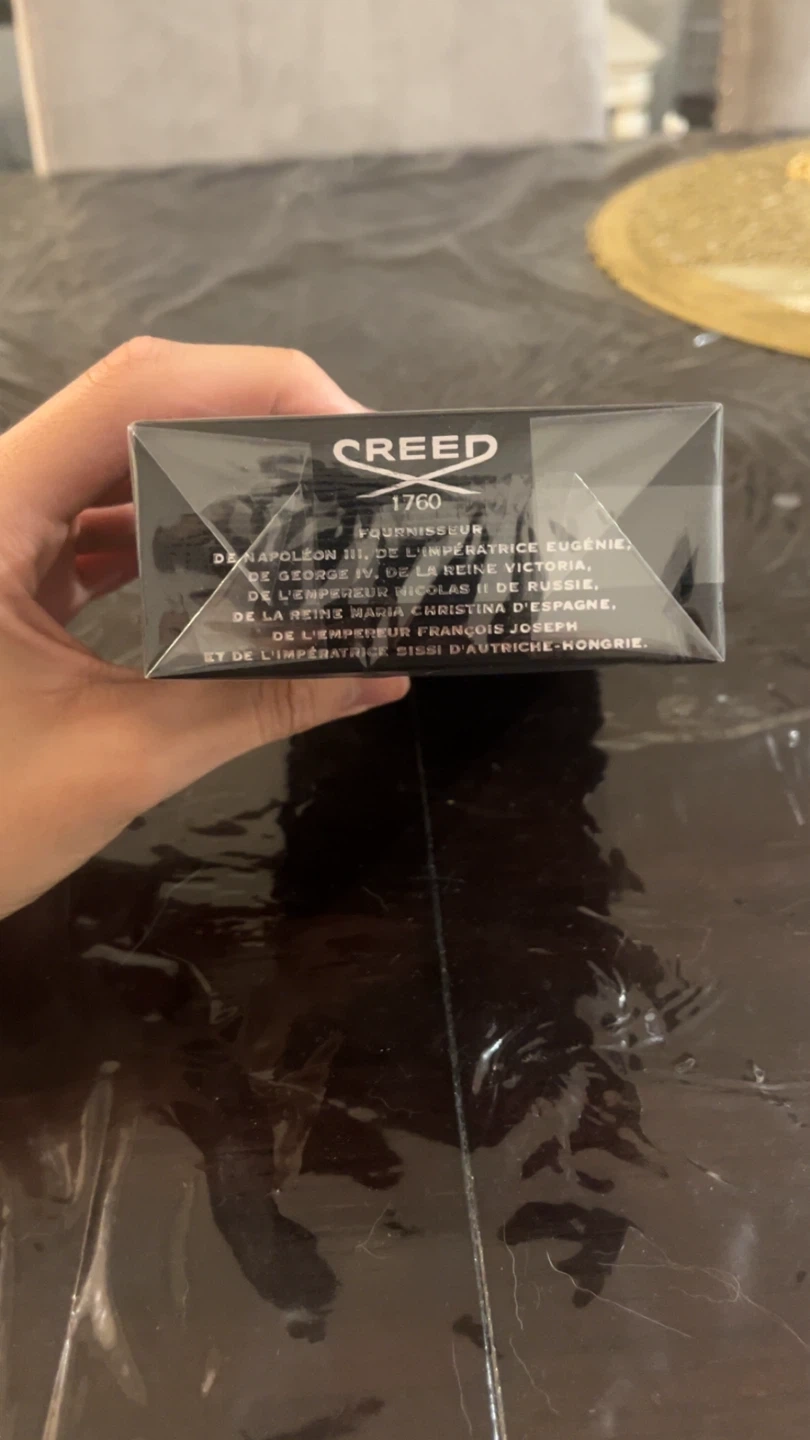 CREED
1760
FOURNISSEUR
DE NAPOLÉON III, DE L'IMPÉRATRICE EUGÉNIE,
DE GEORGE IV, DE LA REINE VICTORIA,
DE L'EMPEREUR NICOLAS II DE RUSSIE,
DE LA REINE MARIA CHRISTINA D'ESPAGNE,
DE L'EMPEREUR FRANÇOIS JOSEPH
ET DE L'IMPÉRATRICE SISSI D'AUTRICHE-HONGRIE.